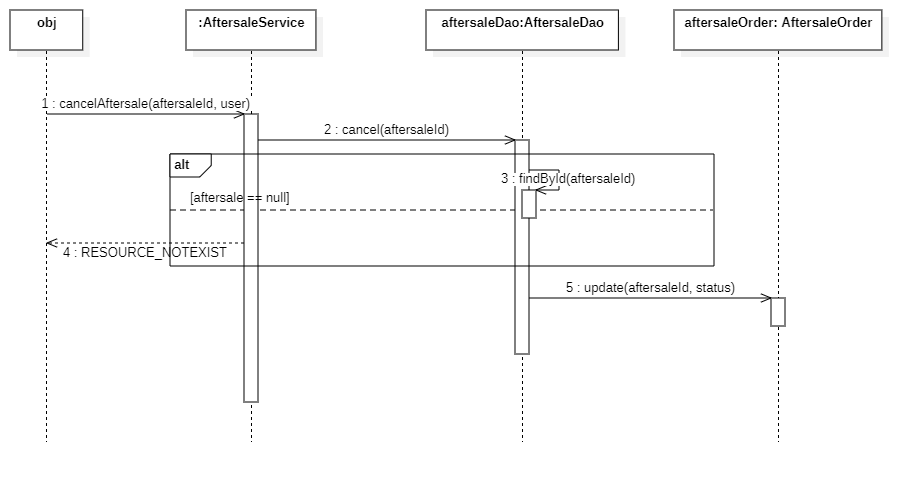 obj
:AftersaleService
aftersaleDao:AftersaleDao
aftersaleOrder: AftersaleOrder
1 : cancelAftersale(aftersaleId, user)
2 : cancel(aftersaleId)
alt
3 : findById(aftersaleId)
[aftersale == null]
4 : RESOURCE_NOTEXIST
5 : update(aftersaleId, status)